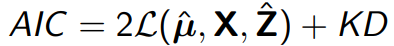 AIC = 2ℒ(μ̂, X, Ẑ) + KD